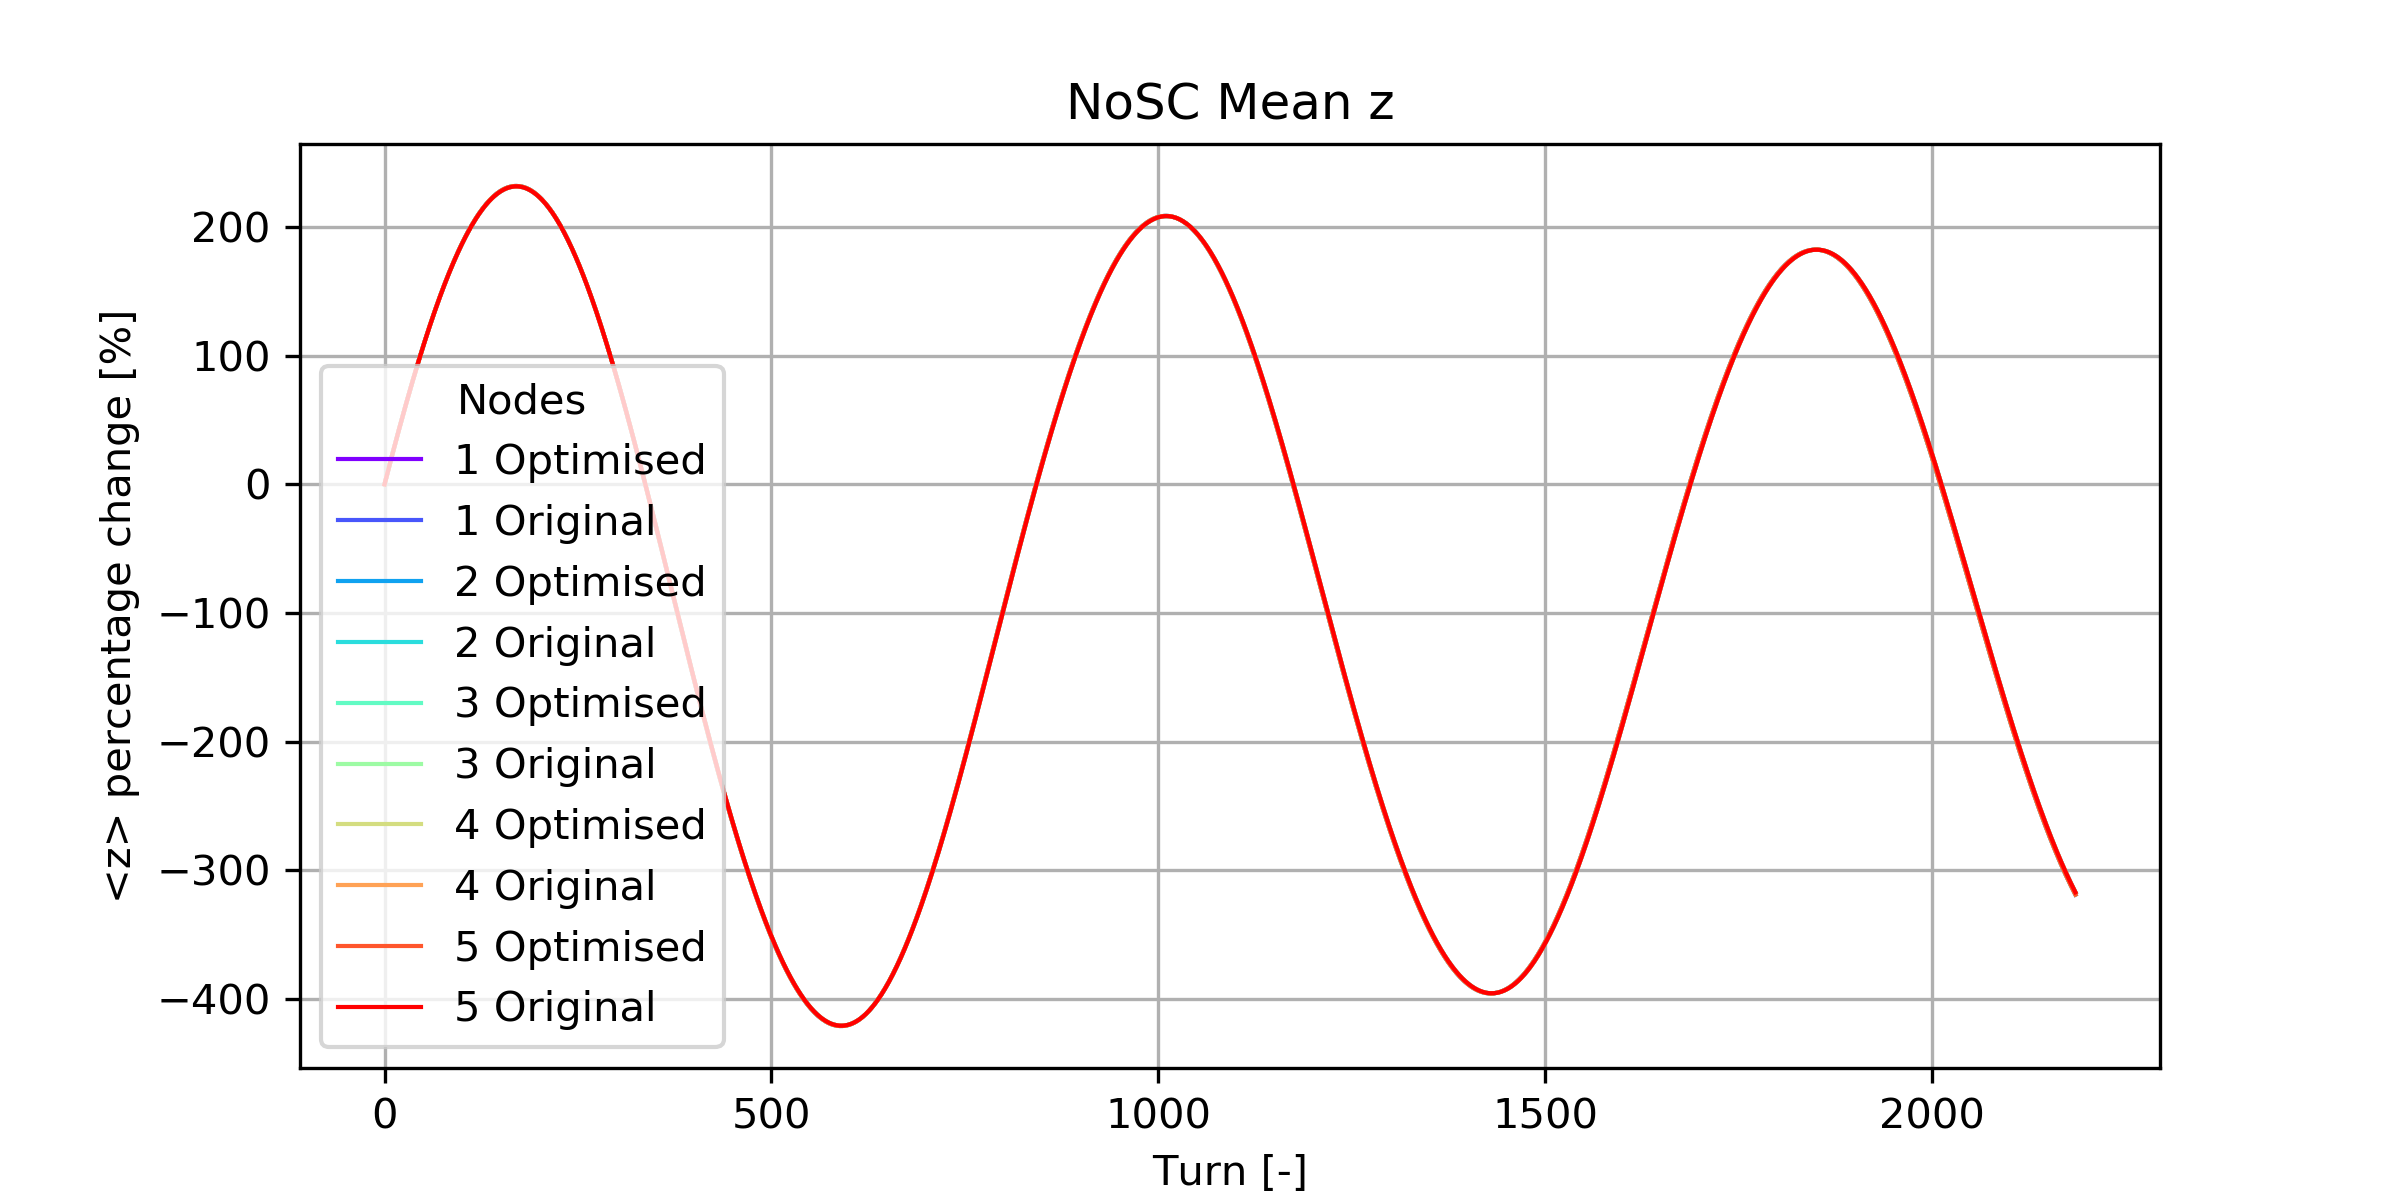 NoSC Mean z
<z> percentage change [%]
200
100
0
−100
−200
−300
−400
Nodes
1 Optimised
1 Original
2 Optimised
2 Original
3 Optimised
3 Original
4 Optimised
4 Original
5 Optimised
5 Original
0 500 1000 1500 2000
Turn [-]